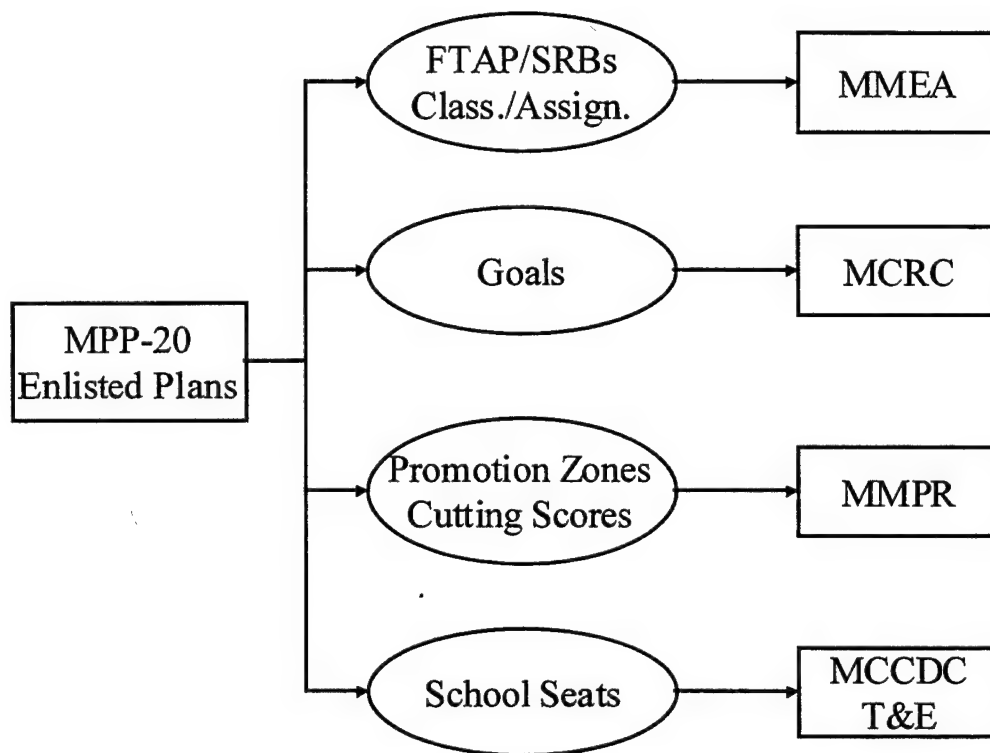 FTAP/SRBs
Class./Assign.
MMEA
Goals
MCRC
MPP-20
Enlisted Plans
Promotion Zones
Cutting Scores
MMPR
School Seats
MCCDC
T&E